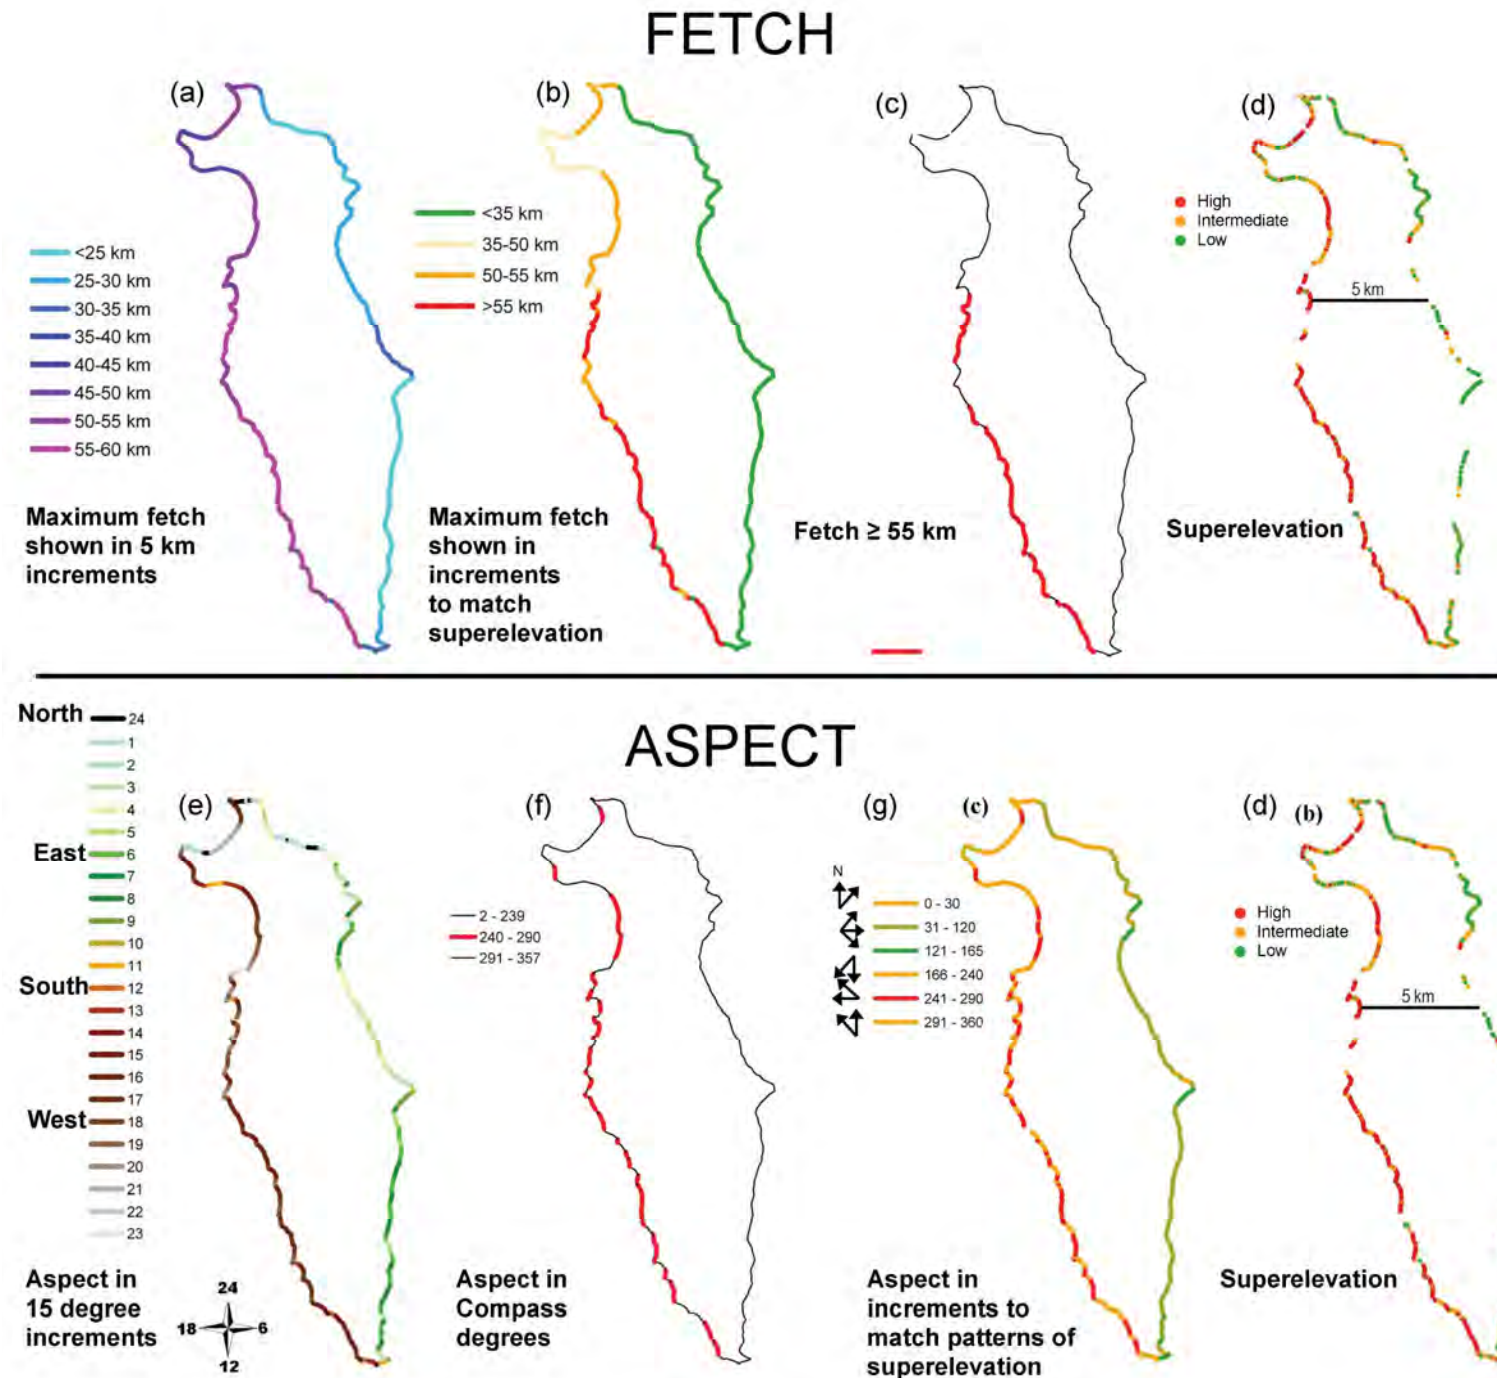 FETCH
(a)
<25 km
25-30 km
30-35 km
35-40 km
40-45 km
45-50 km
50-55 km
55-60 km
Maximum fetch
shown in 5 km
increments
(b)
<35 km
35-50 km
50-55 km
>55 km
Maximum fetch
shown in
increments
to match
superelevation
(c)
Fetch ≥ 55 km
(d)
High
Intermediate
Low
5 km
Superelevation
ASPECT
North
24
1
2
3
4
5
East
6
7
8
9
10
11
South
12
13
14
15
16
17
West
18
19
20
21
22
23
(e)
Aspect in
15 degree
increments
24
18
6
12
(f)
2 - 239
240 - 290
291 - 357
Aspect in
Compass
degrees
(g)
(c)
N
0 - 30
31 - 120
121 - 165
166 - 240
241 - 290
291 - 360
Aspect in
increments to
match patterns of
superelevation
(d)
(b)
High
Intermediate
Low
5 km
Superelevation